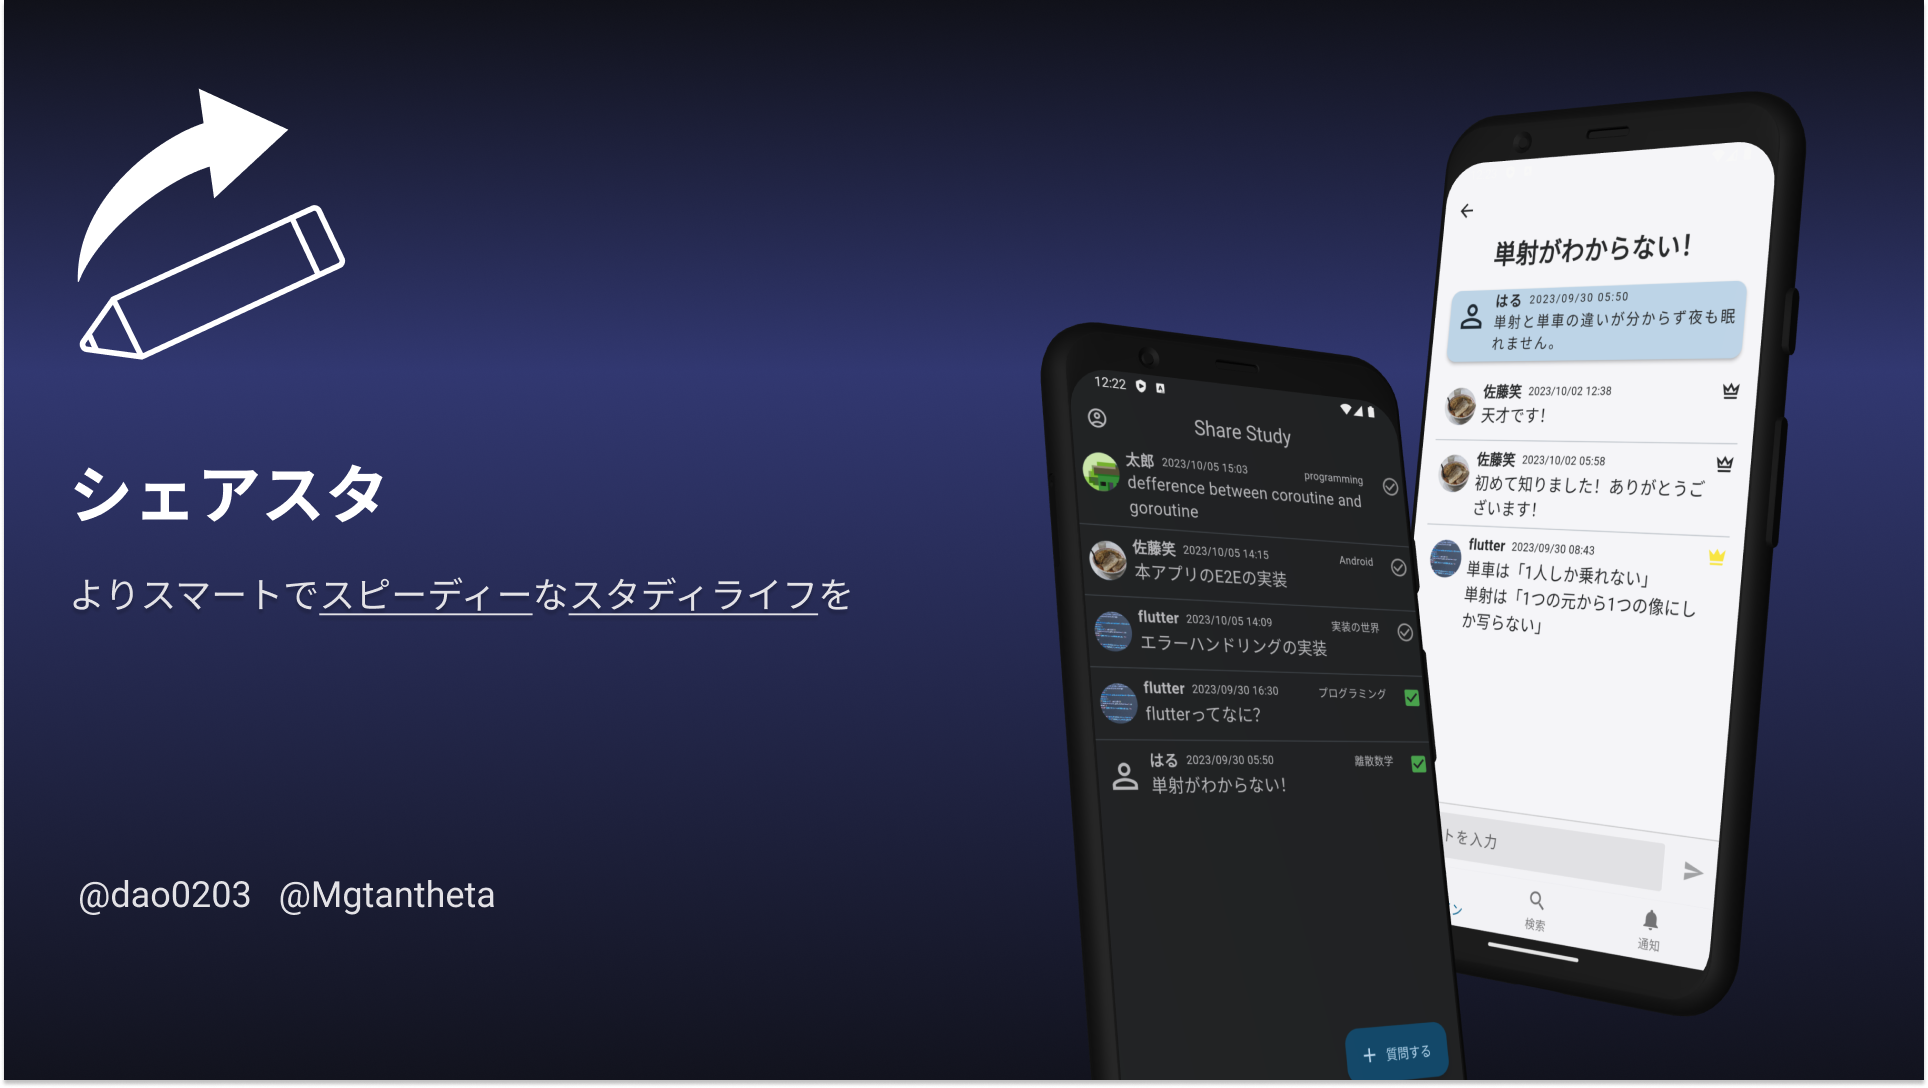 シェアスタ
よりスマートでスピーディーなスタディライフを
@dao0203 @Mgtantheta
12:22
Share Study
太郎 2023/10/05 15:03 programming
defference between coroutine and
goroutine
佐藤笑 2023/10/05 14:15 Android
本アプリのE2Eの実装
flutter 2023/10/05 14:09 実装の世界
エラーハンドリングの実装
flutter 2023/09/30 16:30 プログラミング
flutterってなに?
はる 2023/09/30 05:50 離散数学
単射がわからない!
+ 質問する
単射がわからない!
はる 2023/09/30 05:50
単射と単車の違いが分からず夜も眠
れません。
佐藤笑 2023/10/02 12:38
天才です!
佐藤笑 2023/10/02 05:58
初めて知りました!ありがとうご
ざいます!
flutter 2023/09/30 08:43
単車は「1人しか乗れない」
単射は「1つの元から1つの像にし
か写らない」
トを入力
ン
検索
通知